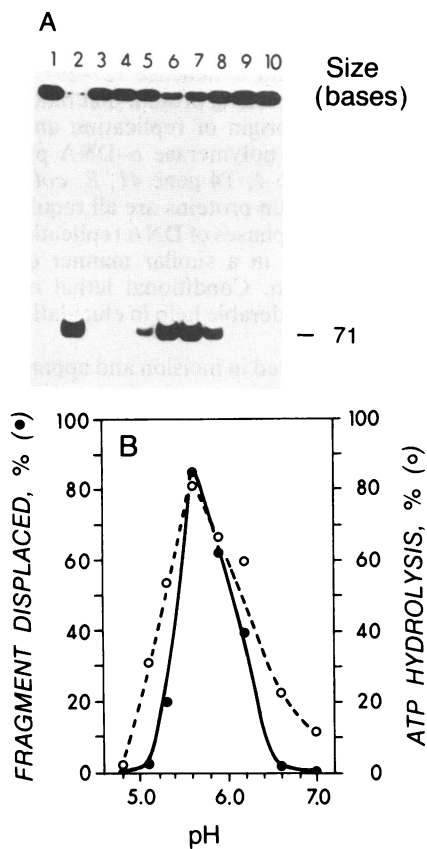 A
1 2 3 4 5 6 7 8 9 10
Size
(bases)
71
B
FRAGMENT DISPLACED, % (●)
100
80
60
40
20
0
100
80
60
40
20
0
ATP HYDROLYSIS, % (○)
5.0 6.0 7.0
pH